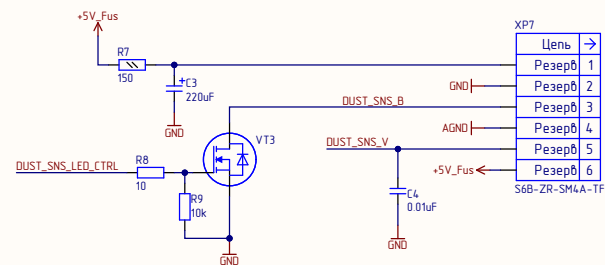 +5V_Fus
R7
150
C3
220uF
GND
XP7
Цепь →
Резерв 1
GND Резерв 2
DUST_SNS_B Резерв 3
AGND Резерв 4
DUST_SNS_V Резерв 5
+5V_Fus Резерв 6
S6B-ZR-SM4A-TF
VT3
DUST_SNS_LED_CTRL
R8
10
R9
10k
GND
C4
0.01uF
GND